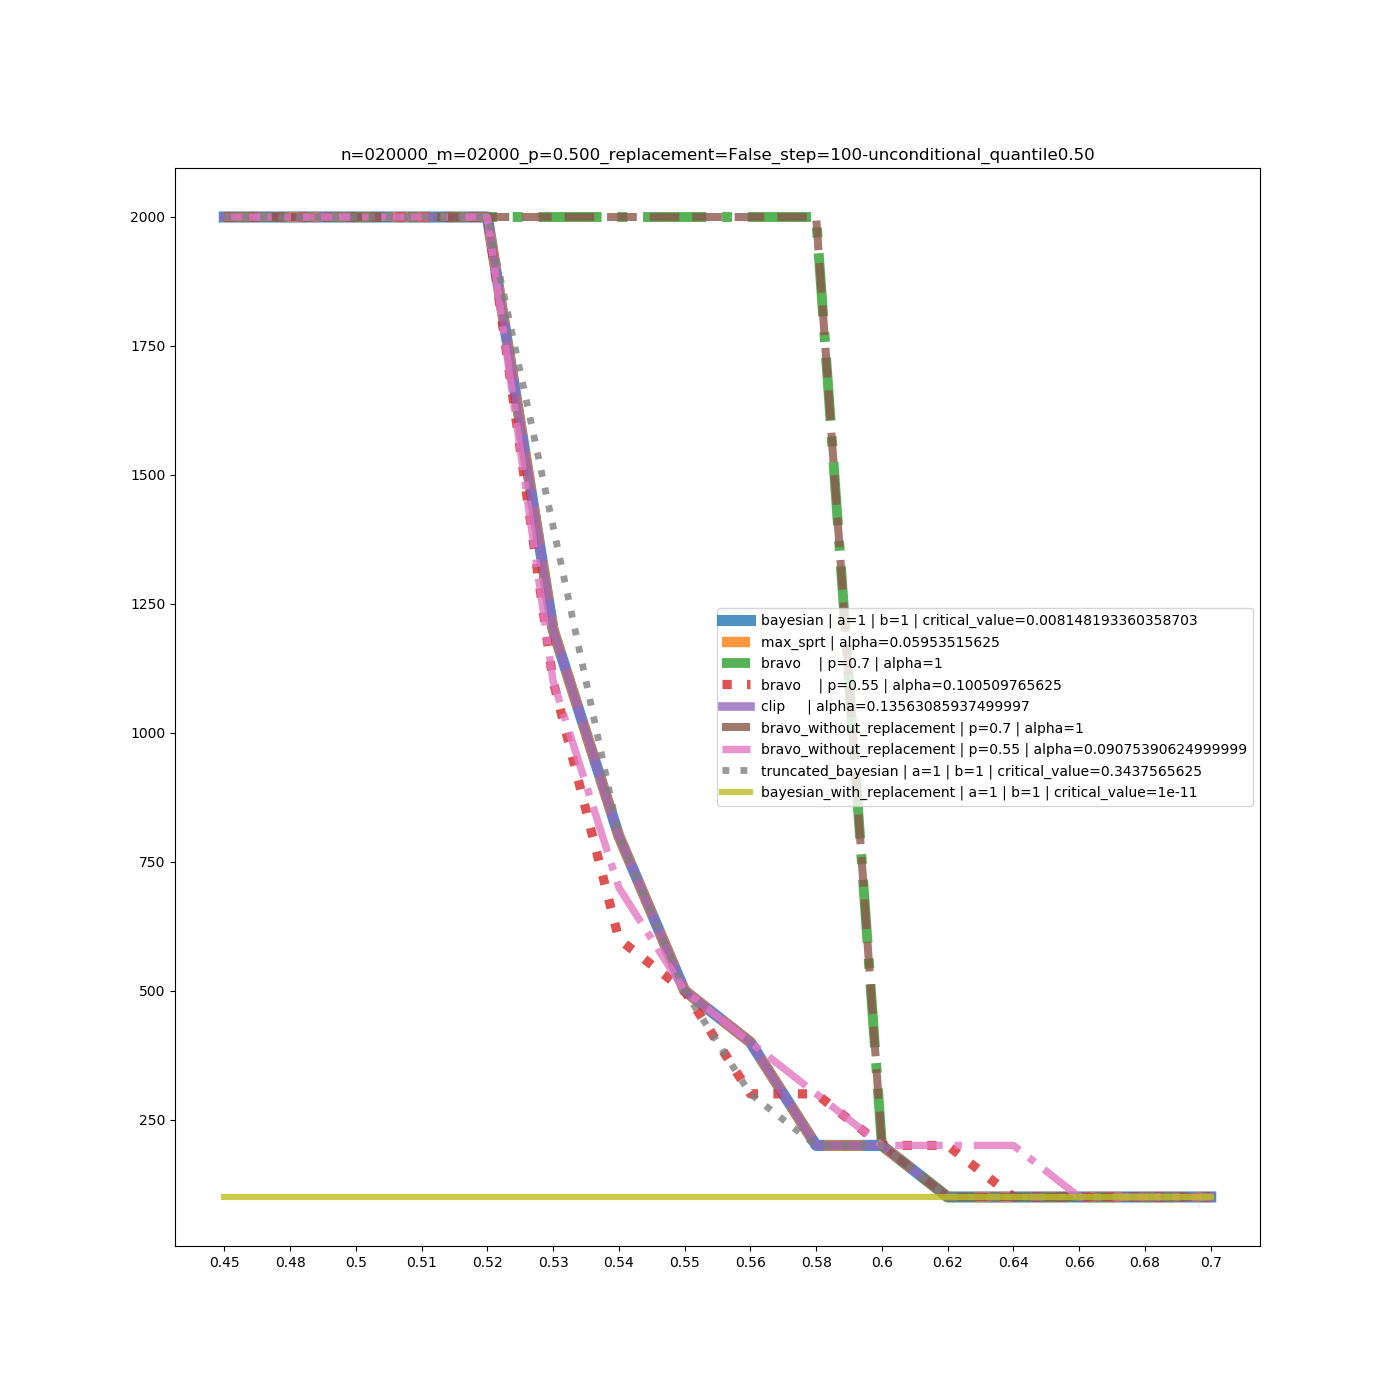 n=020000_m=02000_p=0.500_replacement=False_step=100-unconditional_quantile0.50
2000
1750
1500
1250
1000
750
500
250
bayesian | a=1 | b=1 | critical_value=0.008148193360358703
max_sprt | alpha=0.05953515625
bravo    | p=0.7 | alpha=1
bravo    | p=0.55 | alpha=0.100509765625
clip     | alpha=0.13563085937499997
bravo_without_replacement | p=0.7 | alpha=1
bravo_without_replacement | p=0.55 | alpha=0.09075390624999999
truncated_bayesian | a=1 | b=1 | critical_value=0.3437565625
bayesian_with_replacement | a=1 | b=1 | critical_value=1e-11
0.45 0.48 0.5 0.51 0.52 0.53 0.54 0.55 0.56 0.58 0.6 0.62 0.64 0.66 0.68 0.7